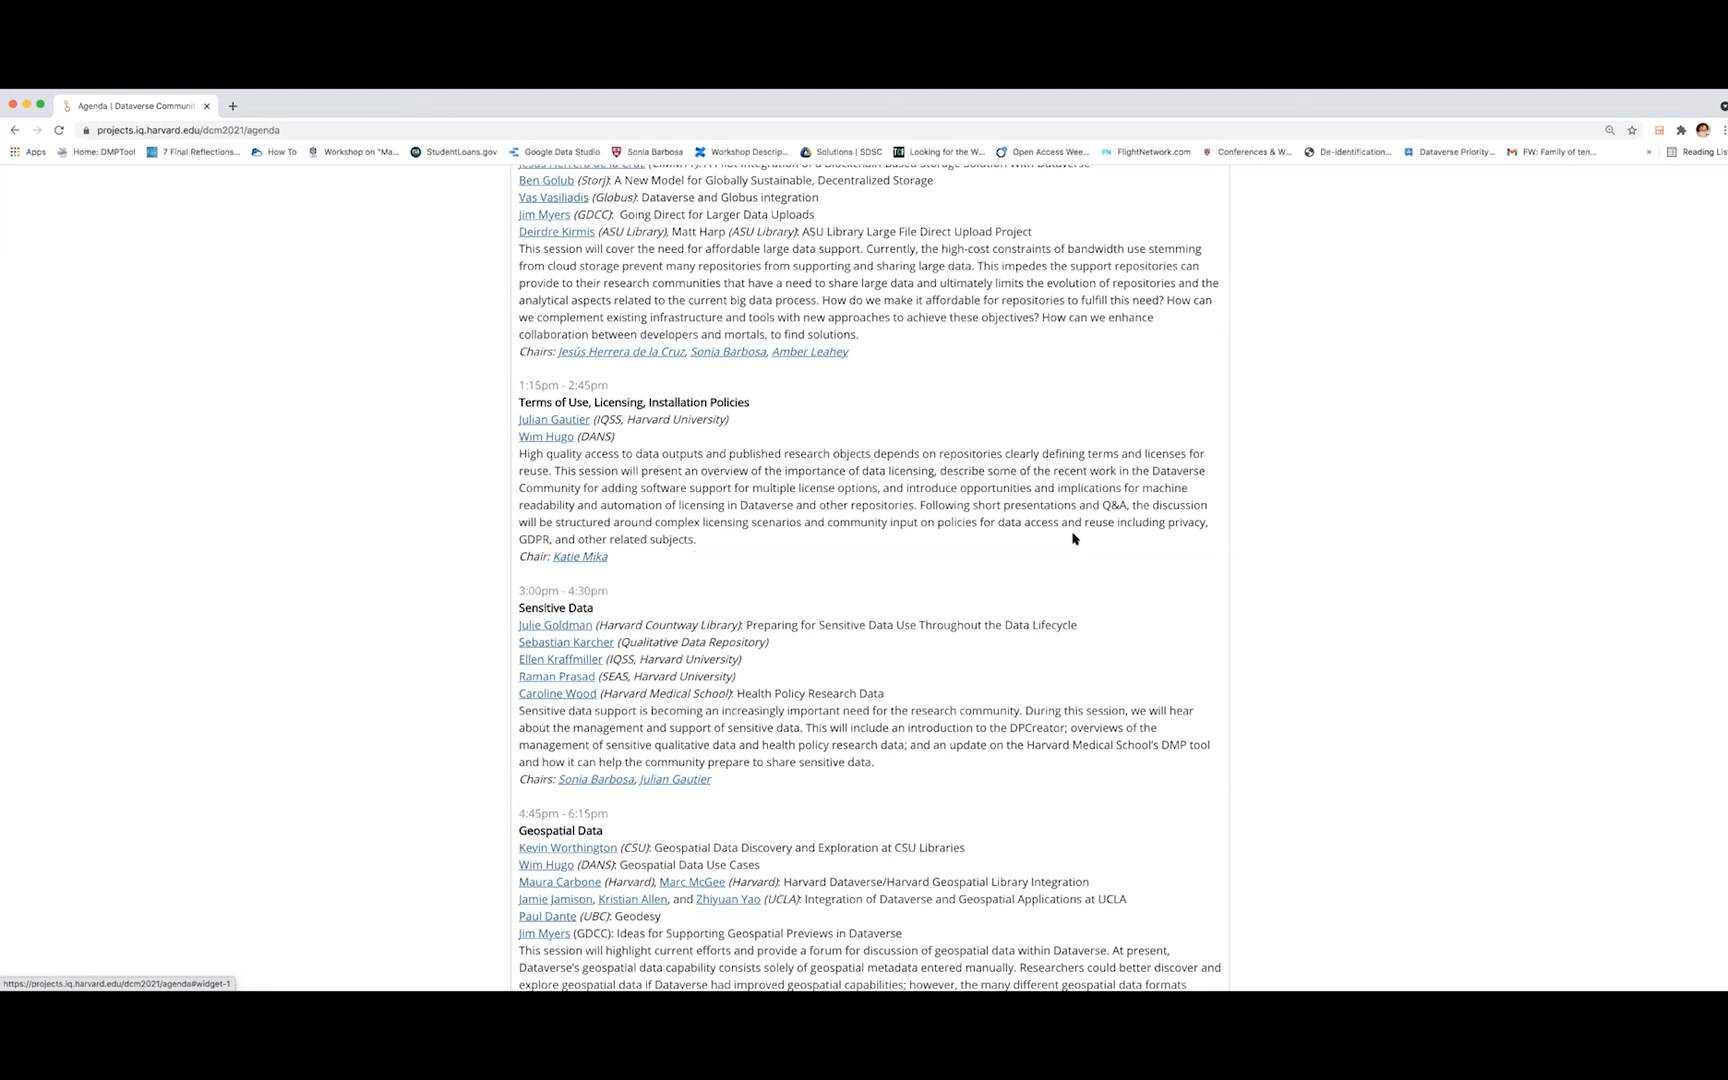 Agenda | Dataverse Communi
projects.iq.harvard.edu/dcm2021/agenda
Apps Home: DMPTool 7 Final Reflections... How To Workshop on "Ma... StudentLoans.gov Google Data Studio Sonia Barbosa Workshop Descrip... Solutions | SDSC Looking for the W... Open Access Wee... FlightNetwork.com Conferences & W... De-identification... Dataverse Priority... FW: Family of ten... » Reading Lis
Ben Golub (Storj): A New Model for Globally Sustainable, Decentralized Storage
Vas Vasiliadis (Globus): Dataverse and Globus integration
Jim Myers (GDCC): Going Direct for Larger Data Uploads
Deirdre Kirmis (ASU Library), Matt Harp (ASU Library): ASU Library Large File Direct Upload Project
This session will cover the need for affordable large data support. Currently, the high-cost constraints of bandwidth use stemming
from cloud storage prevent many repositories from supporting and sharing large data. This impedes the support repositories can
provide to their research communities that have a need to share large data and ultimately limits the evolution of repositories and the
analytical aspects related to the current big data process. How do we make it affordable for repositories to fulfill this need? How can
we complement existing infrastructure and tools with new approaches to achieve these objectives? How can we enhance
collaboration between developers and mortals, to find solutions.
Chairs: Jesús Herrera de la Cruz, Sonia Barbosa, Amber Leahey
1:15pm - 2:45pm
Terms of Use, Licensing, Installation Policies
Julian Gautier (IQSS, Harvard University)
Wim Hugo (DANS)
High quality access to data outputs and published research objects depends on repositories clearly defining terms and licenses for
reuse. This session will present an overview of the importance of data licensing, describe some of the recent work in the Dataverse
Community for adding software support for multiple license options, and introduce opportunities and implications for machine
readability and automation of licensing in Dataverse and other repositories. Following short presentations and Q&A, the discussion
will be structured around complex licensing scenarios and community input on policies for data access and reuse including privacy,
GDPR, and other related subjects.
Chair: Katie Mika
3:00pm - 4:30pm
Sensitive Data
Julie Goldman (Harvard Countway Library): Preparing for Sensitive Data Use Throughout the Data Lifecycle
Sebastian Karcher (Qualitative Data Repository)
Ellen Kraffmiller (IQSS, Harvard University)
Raman Prasad (SEAS, Harvard University)
Caroline Wood (Harvard Medical School): Health Policy Research Data
Sensitive data support is becoming an increasingly important need for the research community. During this session, we will hear
about the management and support of sensitive data. This will include an introduction to the DPCreator; overviews of the
management of sensitive qualitative data and health policy research data; and an update on the Harvard Medical School's DMP tool
and how it can help the community prepare to share sensitive data.
Chairs: Sonia Barbosa, Julian Gautier
4:45pm - 6:15pm
Geospatial Data
Kevin Worthington (CSU): Geospatial Data Discovery and Exploration at CSU Libraries
Wim Hugo (DANS): Geospatial Data Use Cases
Maura Carbone (Harvard), Marc McGee (Harvard): Harvard Dataverse/Harvard Geospatial Library Integration
Jamie Jamison, Kristian Allen, and Zhiyuan Yao (UCLA): Integration of Dataverse and Geospatial Applications at UCLA
Paul Dante (UBC): Geodesy
Jim Myers (GDCC): Ideas for Supporting Geospatial Previews in Dataverse
This session will highlight current efforts and provide a forum for discussion of geospatial data within Dataverse. At present,
Dataverse's geospatial data capability consists solely of geospatial metadata entered manually. Researchers could better discover and
explore geospatial data if Dataverse had improved geospatial capabilities; however, the many different geospatial data formats
https://projects.iq.harvard.edu/dcm2021/agenda#widget-1